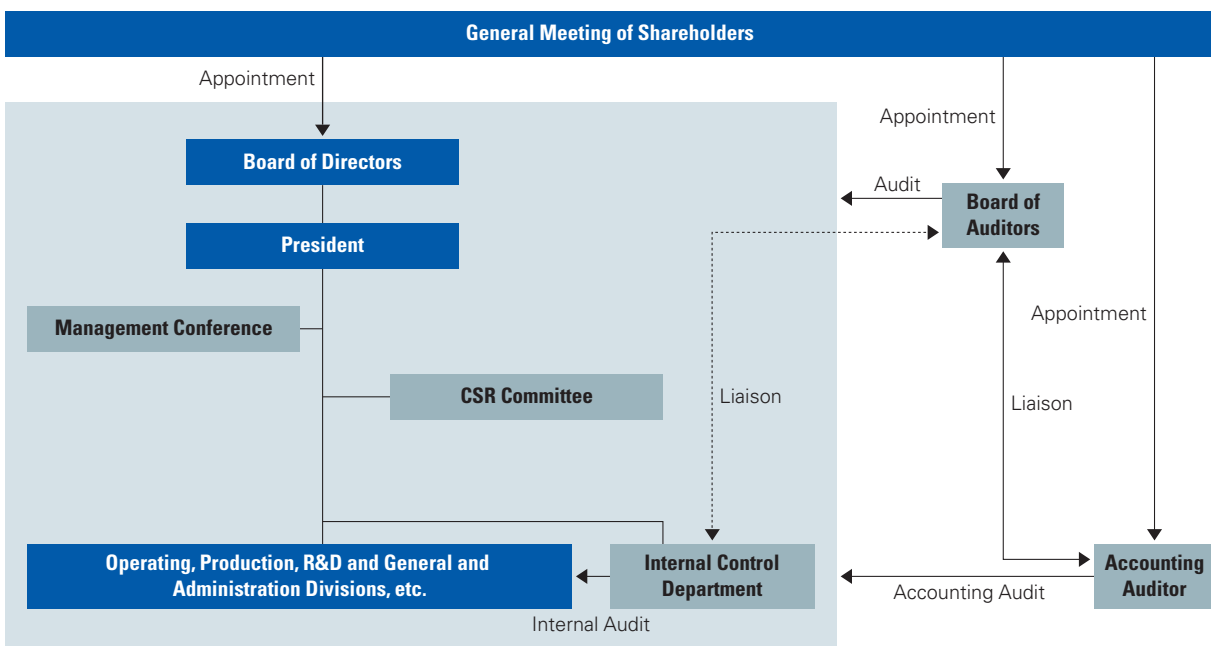 General Meeting of Shareholders
Appointment
Appointment
Board of Directors
Audit
Board of
Auditors
President
Management Conference
Appointment
CSR Committee
Liaison
Liaison
Operating, Production, R&D and General and
Administration Divisions, etc.
Internal Control
Department
Accounting
Auditor
Accounting Audit
Internal Audit